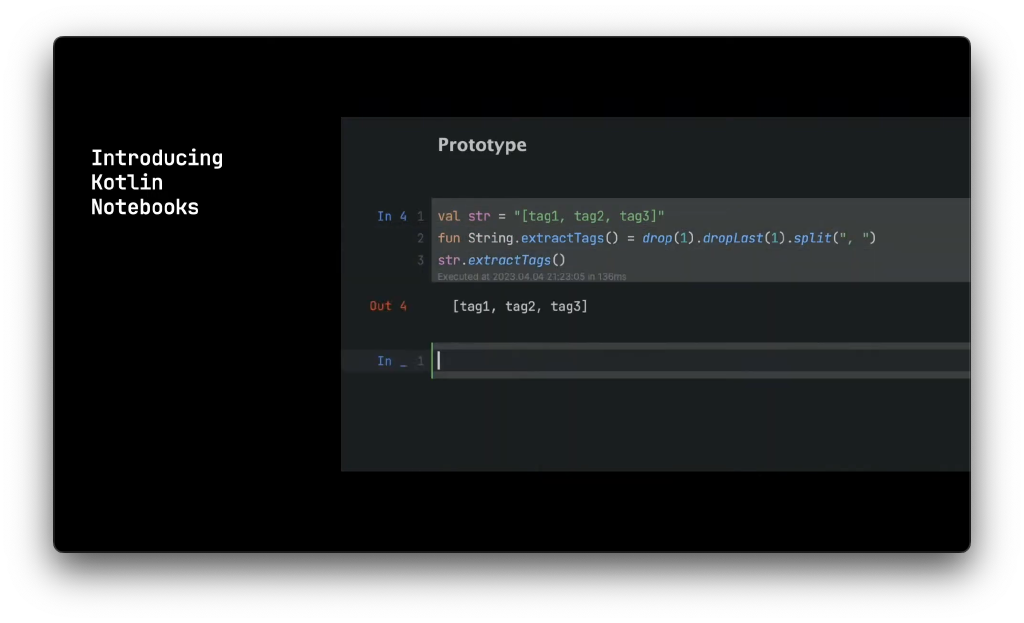 Introducing
Kotlin
Notebooks
Prototype
In 4 1 val str = "[tag1, tag2, tag3]"
2 fun String.extractTags() = drop(1).dropLast(1).split(", ")
3 str.extractTags()
Executed at 2023.04.04 21:23:05 in 136ms
Out 4 [tag1, tag2, tag3]
In _ 1